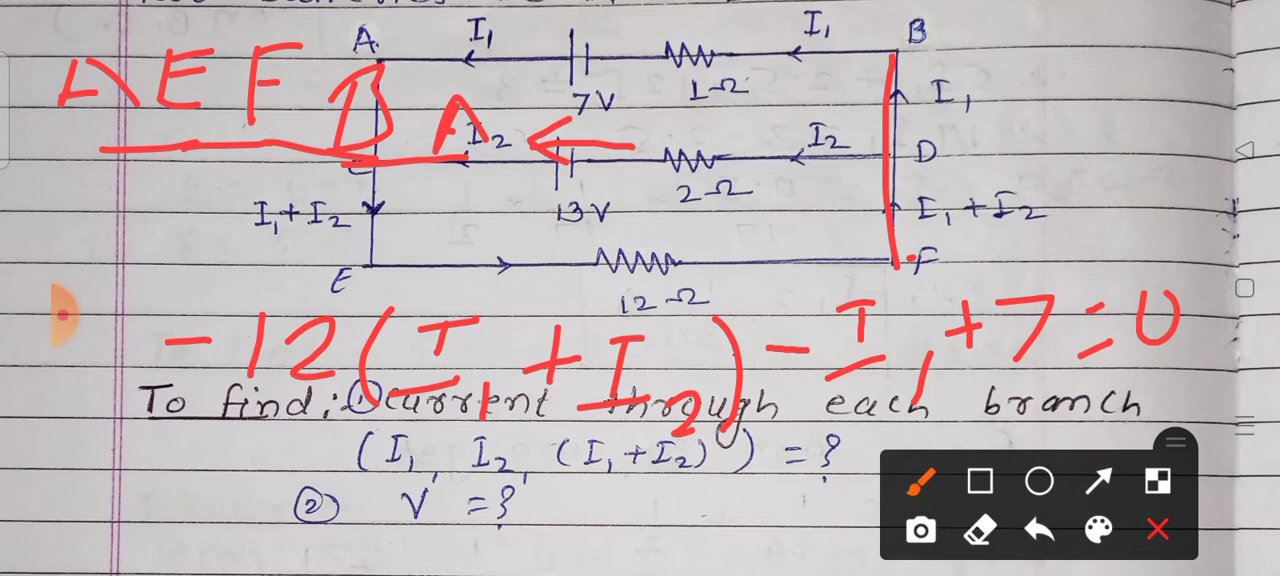 A I₁ I₁ B
A E F B A
7V 1Ω I₁
I₂ I₂ D
2Ω
I₁+I₂ 13V I₁+I₂
E F
12Ω
-12(I₁+I₂)-I₁+7=0
To find: ① Current through each branch
(I₁, I₂, (I₁+I₂)) = ?
② V = ?